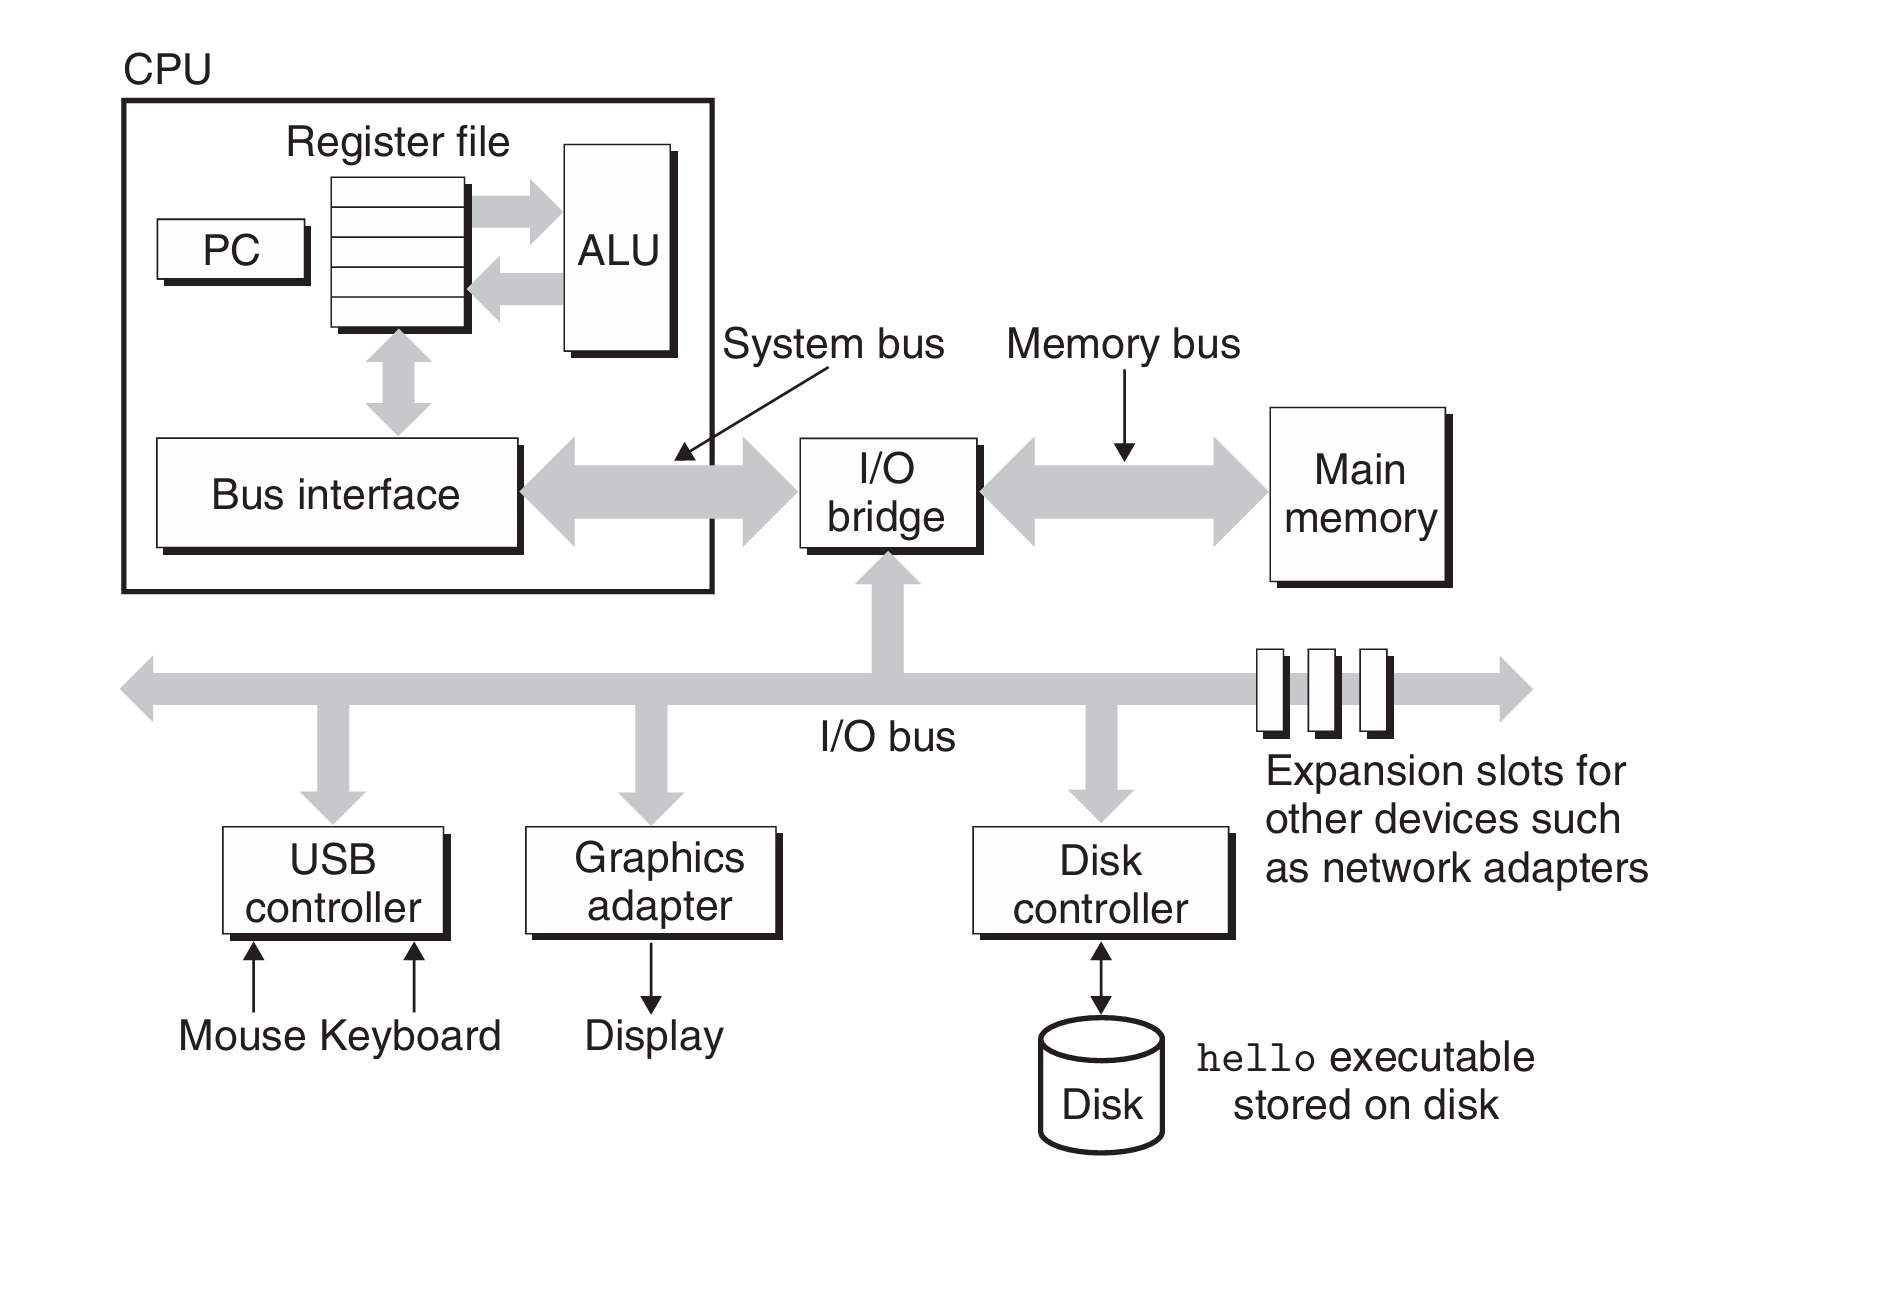 CPU
Register file
PC
ALU
System bus
Memory bus
Bus interface
I/O
bridge
Main
memory
I/O bus
Expansion slots for
other devices such
as network adapters
USB
controller
Graphics
adapter
Disk
controller
Mouse Keyboard
Display
Disk
hello executable
stored on disk